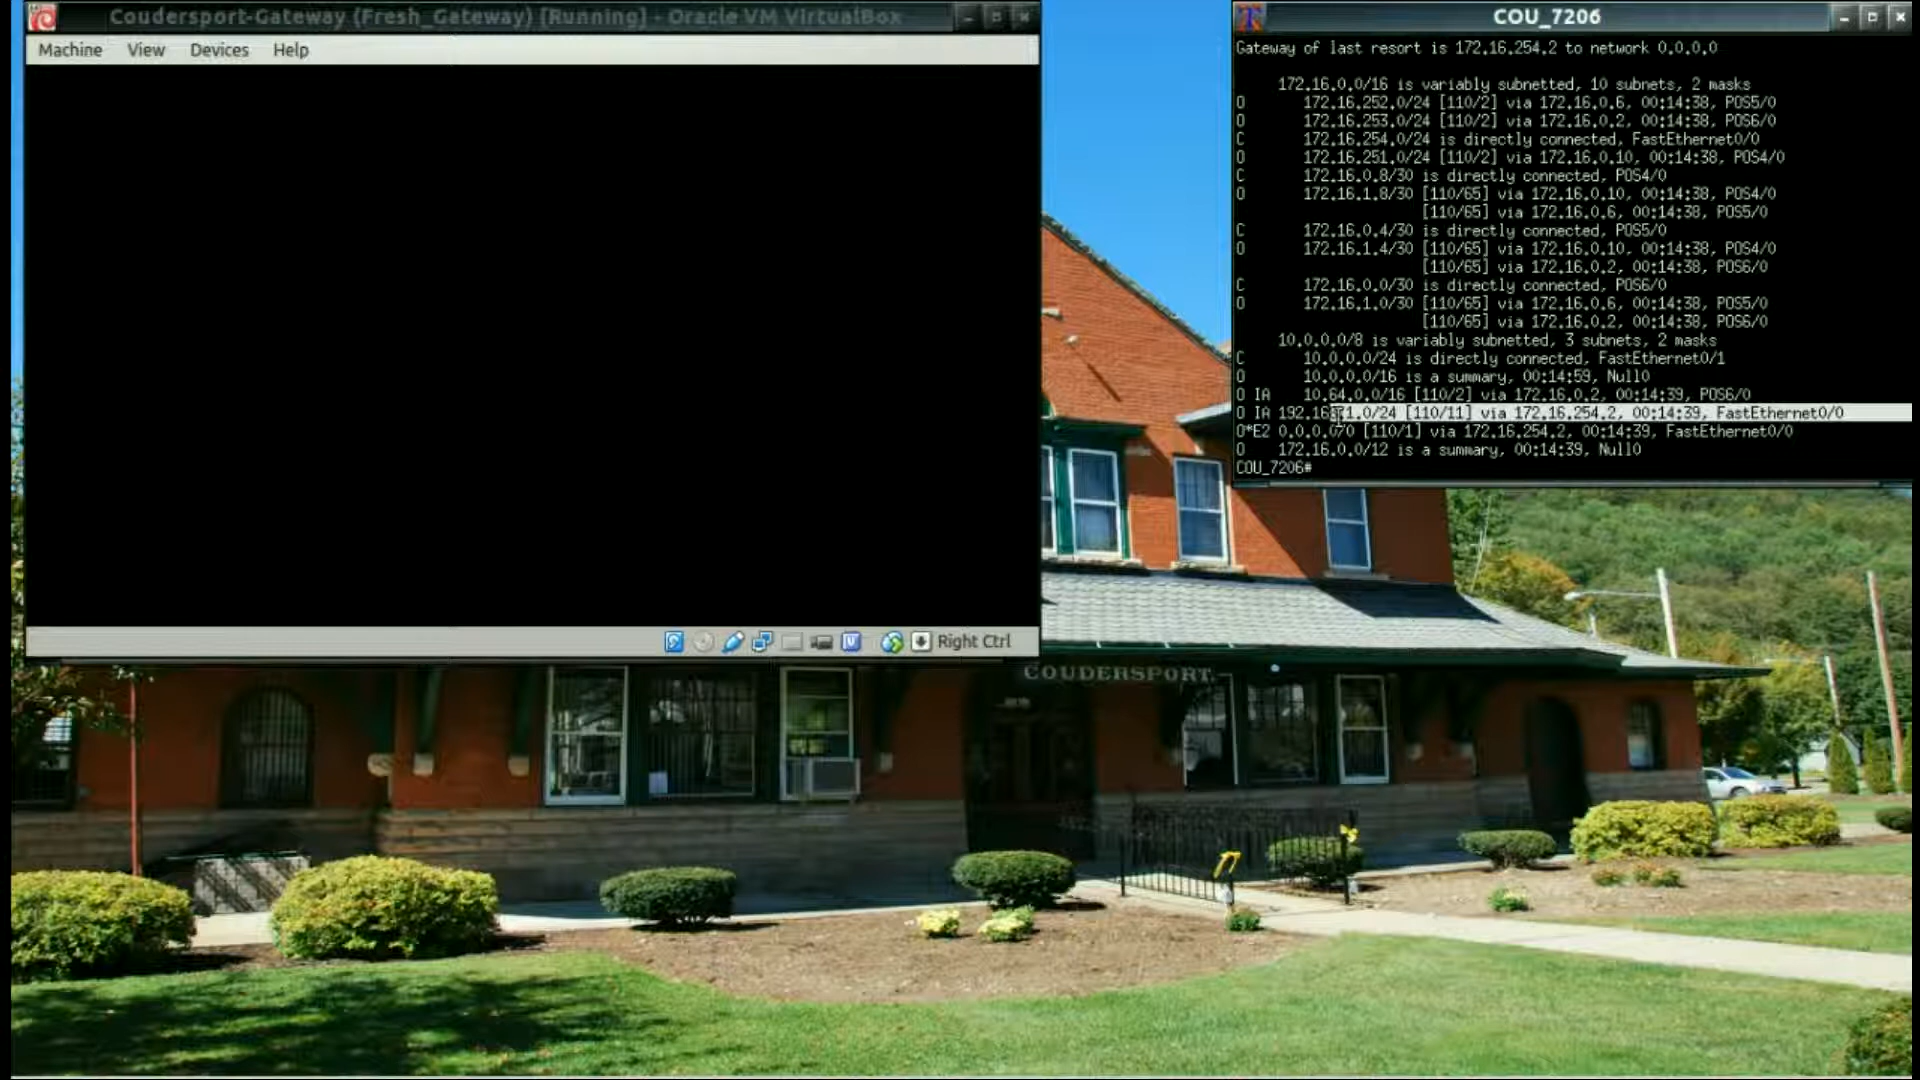 Coudersport-Gateway (Fresh_Gateway) [Running] - Oracle VM VirtualBox
Machine View Devices Help
Right Ctrl
COU_7206
Gateway of last resort is 172.16.254.2 to network 0.0.0.0
172.16.0.0/16 is variably subnetted, 10 subnets, 2 masks
O 172.16.252.0/24 [110/2] via 172.16.0.6, 00:14:38, POS5/0
O 172.16.253.0/24 [110/2] via 172.16.0.2, 00:14:38, POS6/0
C 172.16.254.0/24 is directly connected, FastEthernet0/0
O 172.16.251.0/24 [110/2] via 172.16.0.10, 00:14:38, POS4/0
C 172.16.0.8/30 is directly connected, POS4/0
O 172.16.1.8/30 [110/65] via 172.16.0.10, 00:14:38, POS4/0
[110/65] via 172.16.0.6, 00:14:38, POS5/0
C 172.16.0.4/30 is directly connected, POS5/0
O 172.16.1.4/30 [110/65] via 172.16.0.10, 00:14:38, POS4/0
[110/65] via 172.16.0.2, 00:14:38, POS6/0
C 172.16.0.0/30 is directly connected, POS6/0
O 172.16.1.0/30 [110/65] via 172.16.0.6, 00:14:38, POS5/0
[110/65] via 172.16.0.2, 00:14:38, POS6/0
10.0.0.0/8 is variably subnetted, 3 subnets, 2 masks
C 10.0.0.0/24 is directly connected, FastEthernet0/1
O 10.0.0.0/16 is a summary, 00:14:59, Null0
O IA 10.64.0.0/16 [110/2] via 172.16.0.2, 00:14:39, POS6/0
O IA [110/11] via 172.16.254.2, 00:14:39, FastEthernet0/0
O*E2 0.0.0.0/0 [110/1] via 172.16.254.2, 00:14:39, FastEthernet0/0
O 172.16.0.0/12 is a summary, 00:14:39, Null0
COU_7206#
COUDERSPORT.